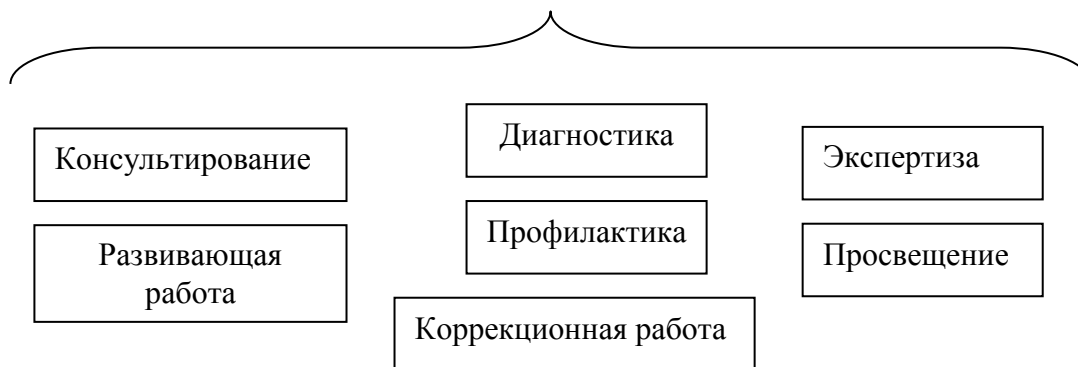 Консультирование
Развивающая
работа
Диагностика
Профилактика
Коррекционная работа
Экспертиза
Просвещение